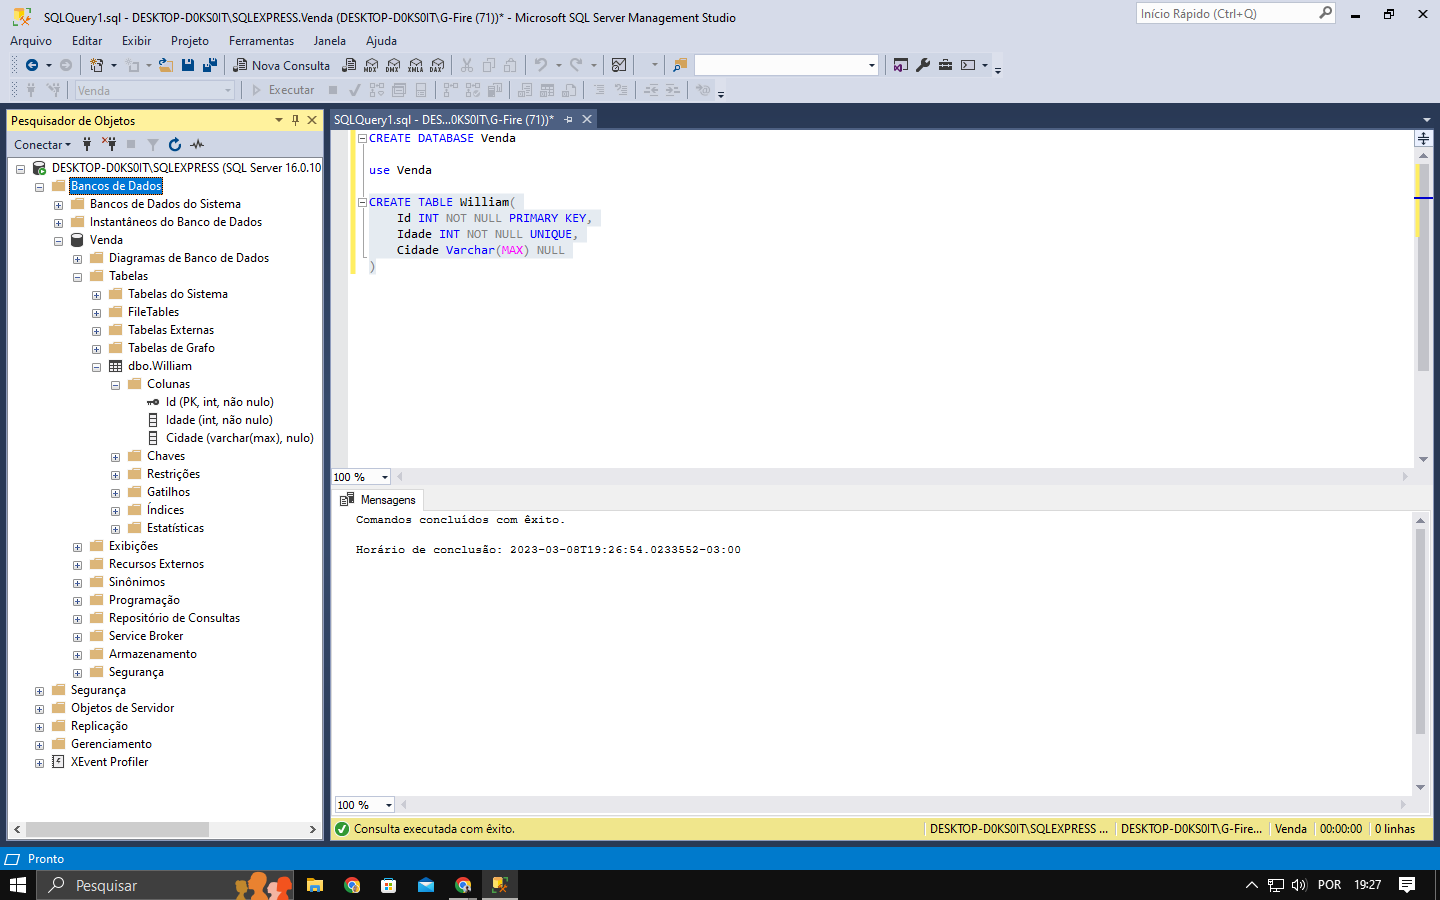 SQLQuery1.sql - DESKTOP-D0KS0IT\SQLEXPRESS.Venda (DESKTOP-D0KS0IT\G-Fire (71))* - Microsoft SQL Server Management Studio
Início Rápido (Ctrl+Q)
Arquivo Editar Exibir Projeto Ferramentas Janela Ajuda
Nova Consulta MDX DMX XMLA DAX
Venda Executar
Pesquisador de Objetos
Conectar
DESKTOP-D0KS0IT\SQLEXPRESS (SQL Server 16.0.10
Bancos de Dados
Bancos de Dados do Sistema
Instantâneos do Banco de Dados
Venda
Diagramas de Banco de Dados
Tabelas
Tabelas do Sistema
FileTables
Tabelas Externas
Tabelas de Grafo
dbo.William
Colunas
Id (PK, int, não nulo)
Idade (int, não nulo)
Cidade (varchar(max), nulo)
Chaves
Restrições
Gatilhos
Índices
Estatísticas
Exibições
Recursos Externos
Sinônimos
Programação
Repositório de Consultas
Service Broker
Armazenamento
Segurança
Segurança
Objetos de Servidor
Replicação
Gerenciamento
XEvent Profiler
SQLQuery1.sql - DES...0KS0IT\G-Fire (71))*
CREATE DATABASE Venda
use Venda
CREATE TABLE William(
Id INT NOT NULL PRIMARY KEY,
Idade INT NOT NULL UNIQUE,
Cidade Varchar(MAX) NULL
)
100 %
Mensagens
Comandos concluídos com êxito.
Horário de conclusão: 2023-03-08T19:26:54.0233552-03:00
100 %
Consulta executada com êxito.
DESKTOP-D0KS0IT\SQLEXPRESS ... DESKTOP-D0KS0IT\G-Fire... Venda 00:00:00 0 linhas
Pronto
Pesquisar
POR 19:27